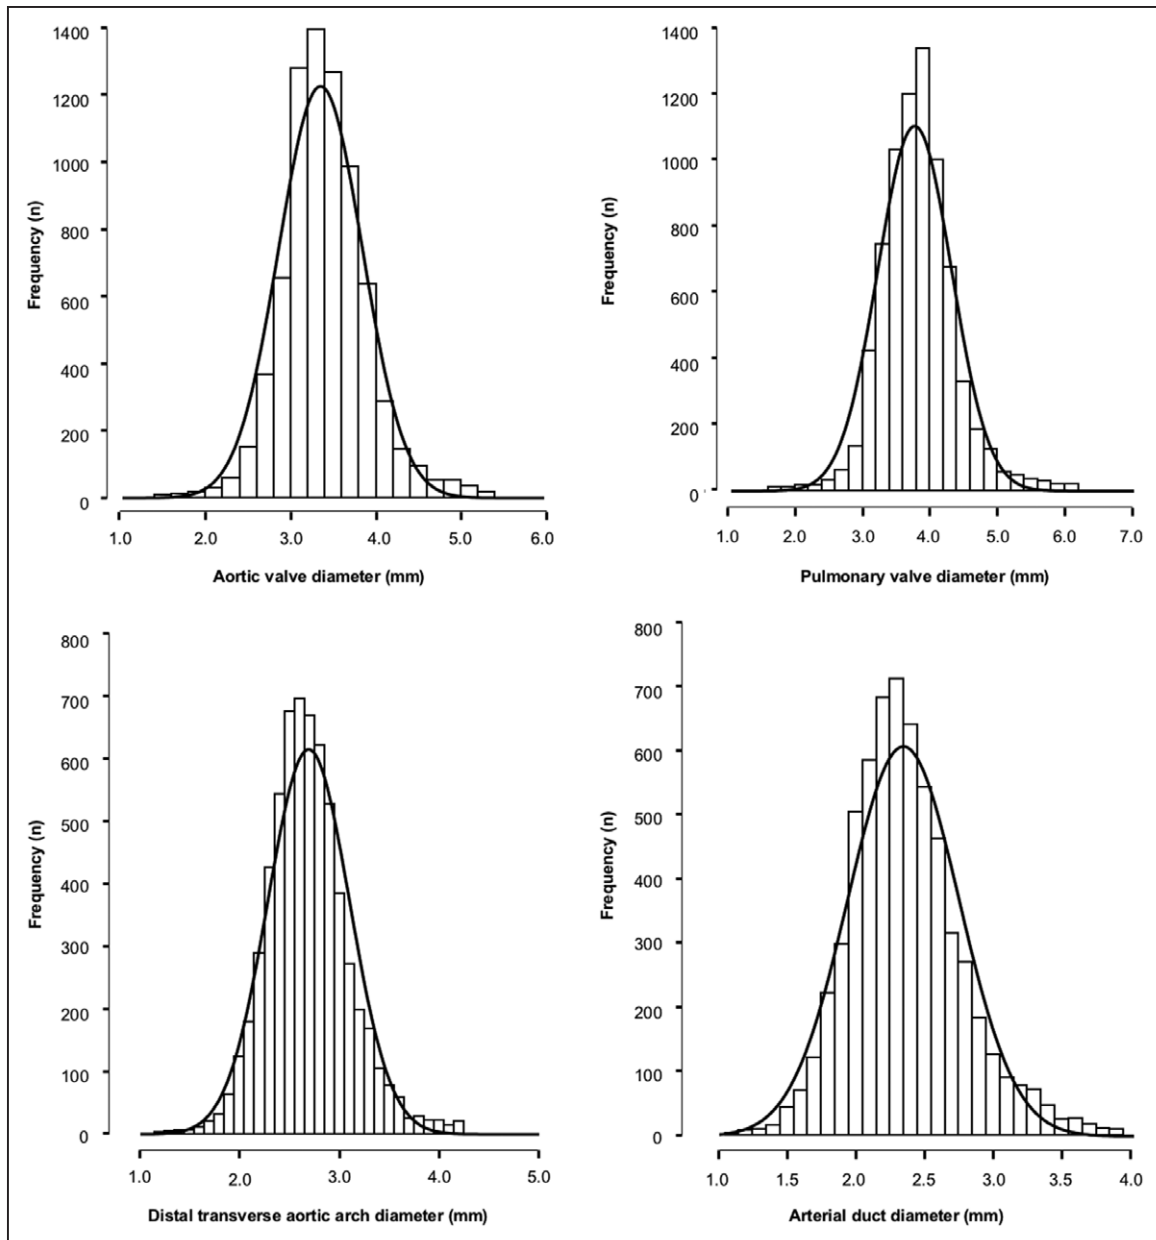 1400
1200
1000
800
600
400
200
0
Frequency (n)
1.0 2.0 3.0 4.0 5.0 6.0
Aortic valve diameter (mm)
1400
1200
1000
800
600
400
200
0
Frequency (n)
1.0 2.0 3.0 4.0 5.0 6.0 7.0
Pulmonary valve diameter (mm)
800
700
600
500
400
300
200
100
0
Frequency (n)
1.0 2.0 3.0 4.0 5.0
Distal transverse aortic arch diameter (mm)
800
700
600
500
400
300
200
100
0
Frequency (n)
1.0 1.5 2.0 2.5 3.0 3.5 4.0
Arterial duct diameter (mm)